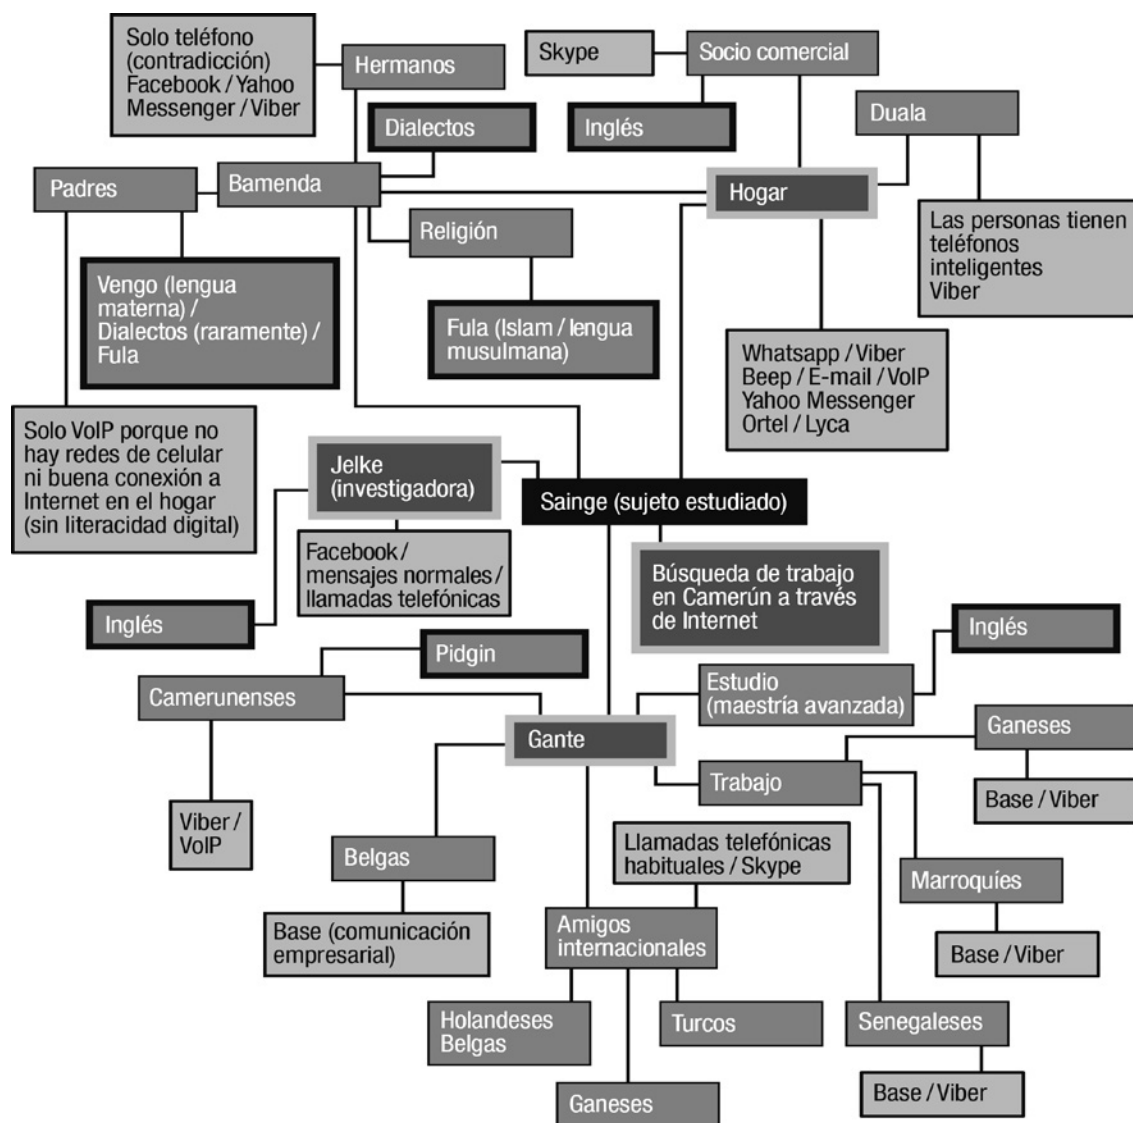 Solo teléfono
(contradicción)
Facebook / Yahoo
Messenger / Viber
Hermanos
Skype
Socio comercial
Dialectos
Inglés
Duala
Padres
Bamenda
Hogar
Religión
Las personas tienen
teléfonos
inteligentes
Viber
Vengo (lengua
materna) /
Dialectos (raramente) /
Fula
Fula (Islam / lengua
musulmana)
Whatsapp / Viber
Beep / E-mail / VoIP
Yahoo Messenger
Ortel / Lyca
Solo VoIP porque no
hay redes de celular
ni buena conexión a
Internet en el hogar
(sin literacidad digital)
Jelke
(investigadora)
Sainge (sujeto estudiado)
Facebook /
mensajes normales /
llamadas telefónicas
Búsqueda de trabajo
en Camerún a través
de Internet
Inglés
Pidgin
Inglés
Camerunenses
Estudio
(maestría avanzada)
Gante
Ganeses
Trabajo
Base / Viber
Viber /
VoIP
Belgas
Llamadas telefónicas
habituales / Skype
Marroquíes
Base (comunicación
empresarial)
Amigos
internacionales
Base / Viber
Holandeses
Belgas
Turcos
Senegaleses
Ganeses
Base / Viber